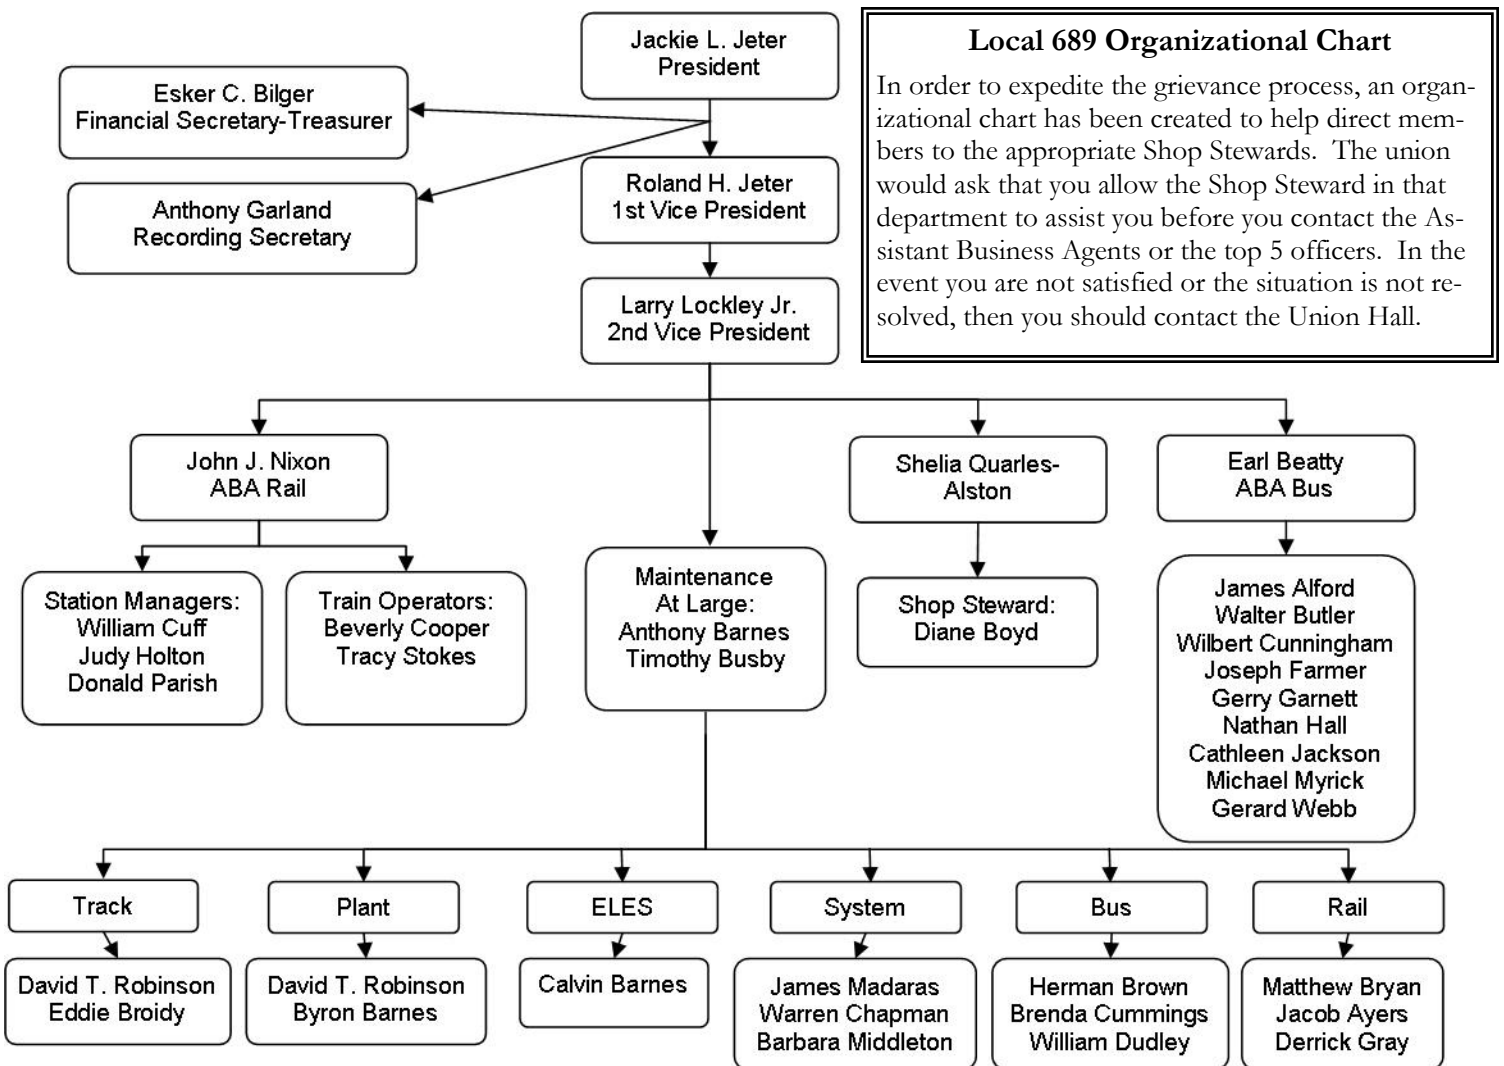 Jackie L. Jeter
President
Local 689 Organizational Chart
In order to expedite the grievance process, an organ-
izational chart has been created to help direct mem-
bers to the appropriate Shop Stewards. The union
would ask that you allow the Shop Steward in that
department to assist you before you contact the As-
sistant Business Agents or the top 5 officers. In the
event you are not satisfied or the situation is not re-
solved, then you should contact the Union Hall.
Esker C. Bilger
Financial Secretary-Treasurer
Anthony Garland
Recording Secretary
Roland H. Jeter
1st Vice President
Larry Lockley Jr.
2nd Vice President
John J. Nixon
ABA Rail
Shelia Quarles-
Alston
Earl Beatty
ABA Bus
Station Managers:
William Cuff
Judy Holton
Donald Parish
Train Operators:
Beverly Cooper
Tracy Stokes
Maintenance
At Large:
Anthony Barnes
Timothy Busby
Shop Steward:
Diane Boyd
James Alford
Walter Butler
Wilbert Cunningham
Joseph Farmer
Gerry Garnett
Nathan Hall
Cathleen Jackson
Michael Myrick
Gerard Webb
Track
Plant
ELES
System
Bus
Rail
David T. Robinson
Eddie Broidy
David T. Robinson
Byron Barnes
Calvin Barnes
James Madaras
Warren Chapman
Barbara Middleton
Herman Brown
Brenda Cummings
William Dudley
Matthew Bryan
Jacob Ayers
Derrick Gray